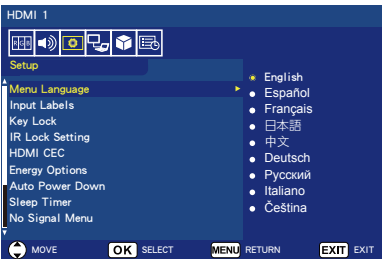 HDMI 1
RGB
Setup
Menu Language
Input Labels
Key Lock
IR Lock Setting
HDMI CEC
Energy Options
Auto Power Down
Sleep Timer
No Signal Menu
English
Español
Français
日本語
中文
Deutsch
Русский
Italiano
Čeština
MOVE OK SELECT MENU RETURN EXIT EXIT